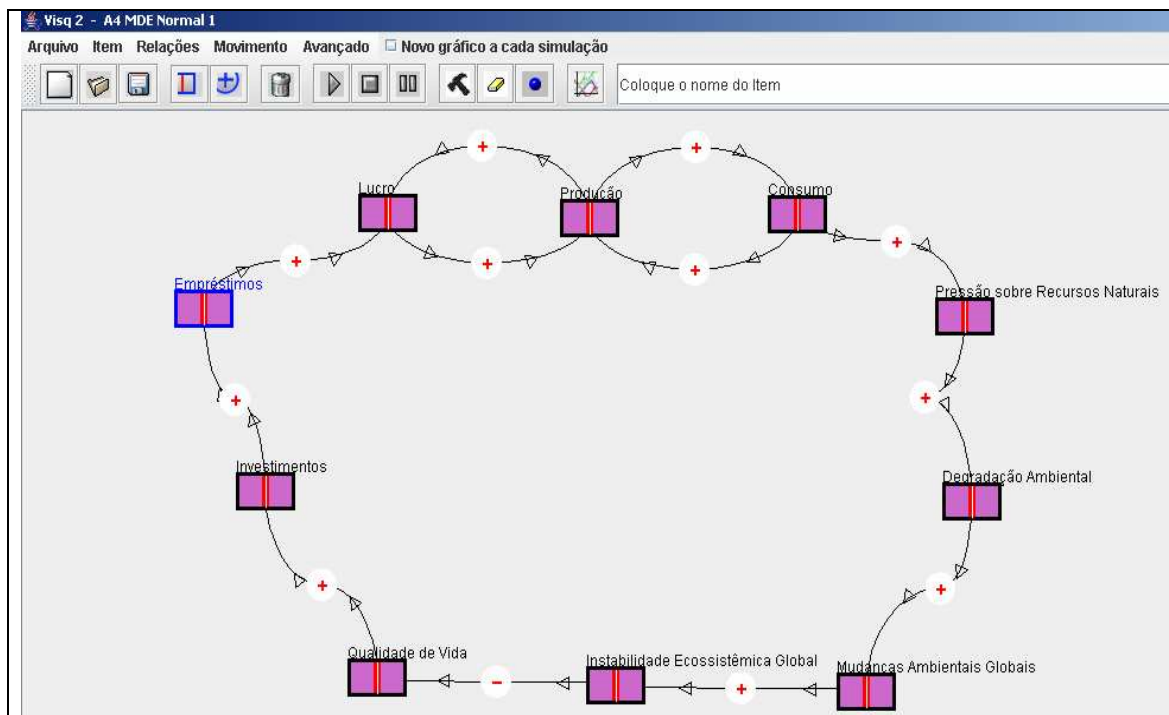 Visq 2 - A4 MDE Normal 1
Arquivo Item Relações Movimento Avançado Novo gráfico a cada simulação
Coloque o nome do Item
+ +
Lucro Produção Consumo
+ + + +
Empréstimos
Pressão sobre Recursos Naturais
+ +
Investimentos
Degradação Ambiental
+ +
Qualidade de Vida Instabilidade Ecossistêmica Global Mudanças Ambientais Globais
− +